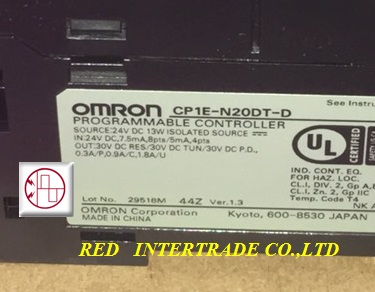 OMRON CP1E-N20DT-D
See Instru
PROGRAMMABLE CONTROLLER
SOURCE:24V DC 13W ISOLATED SOURCE
IN:24V DC, 7.5mA,8pts/5mA,4pts
OUT:30V DC RES/30V DC TUN/30V DC P.D.,
0.3A/P,0.9A/C,1.8A/U
UL
CERTIFIED
IND. CONT. EQ.
FOR HAZ. LOC.
CL.I, DIV. 2, Gp A,
CL.I, Zn. 2, Gp IIC
Temp. Code T4
NK A
Lot No. 29518M 44Z Ver.1.3
OMRON Corporation Kyoto, 600-8530 JAPAN
MADE IN CHINA
RED INTERTRADE CO.,LTD